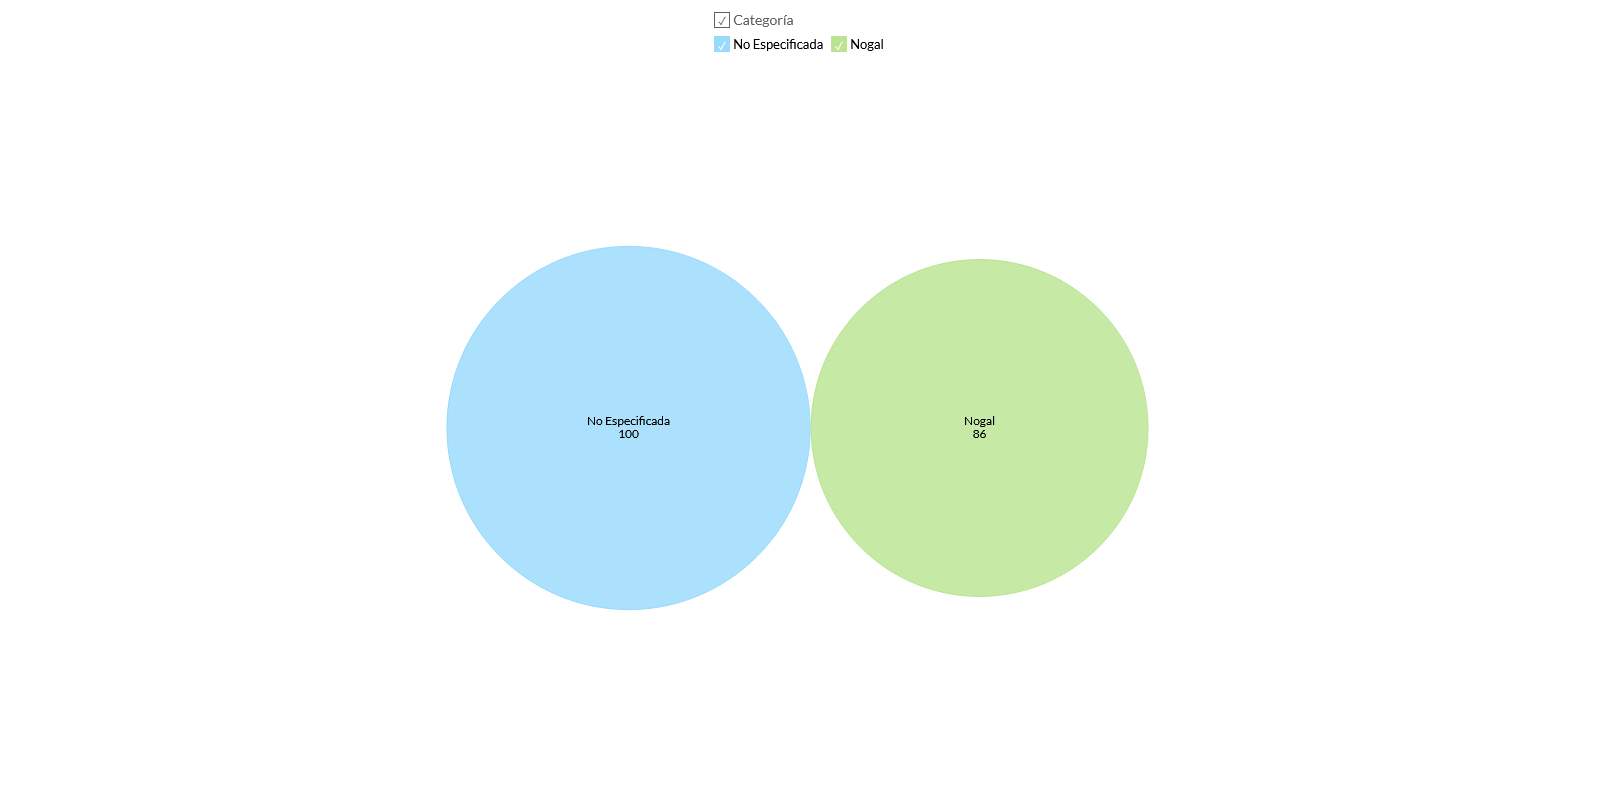 Categoría
No Especificada Nogal
No Especificada
100
Nogal
86